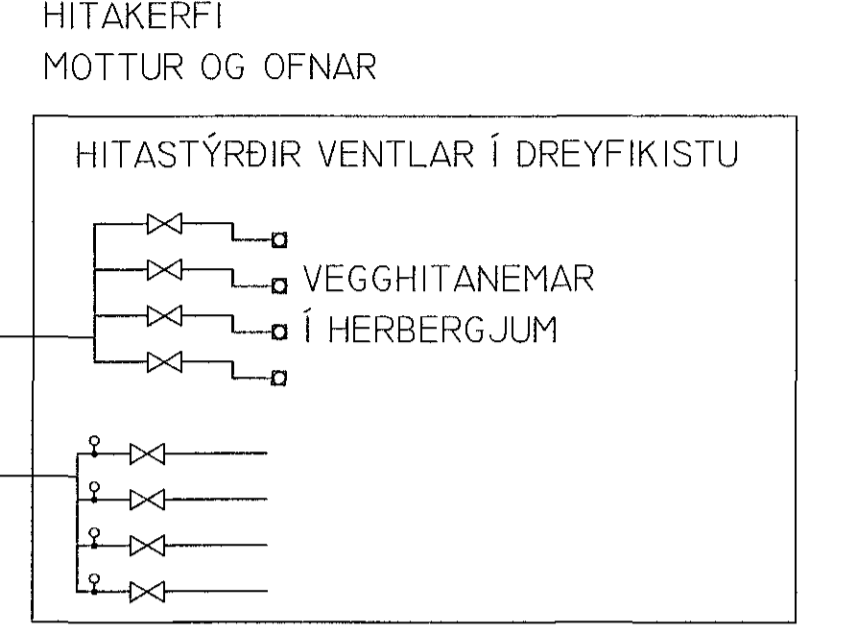 HITAKERFI
MOTTUR OG OFNAR
HITASTÝRÐIR VENTLAR Í DREYFIKISTU
VEGGHITANEMAR
Í HERBERGJUM